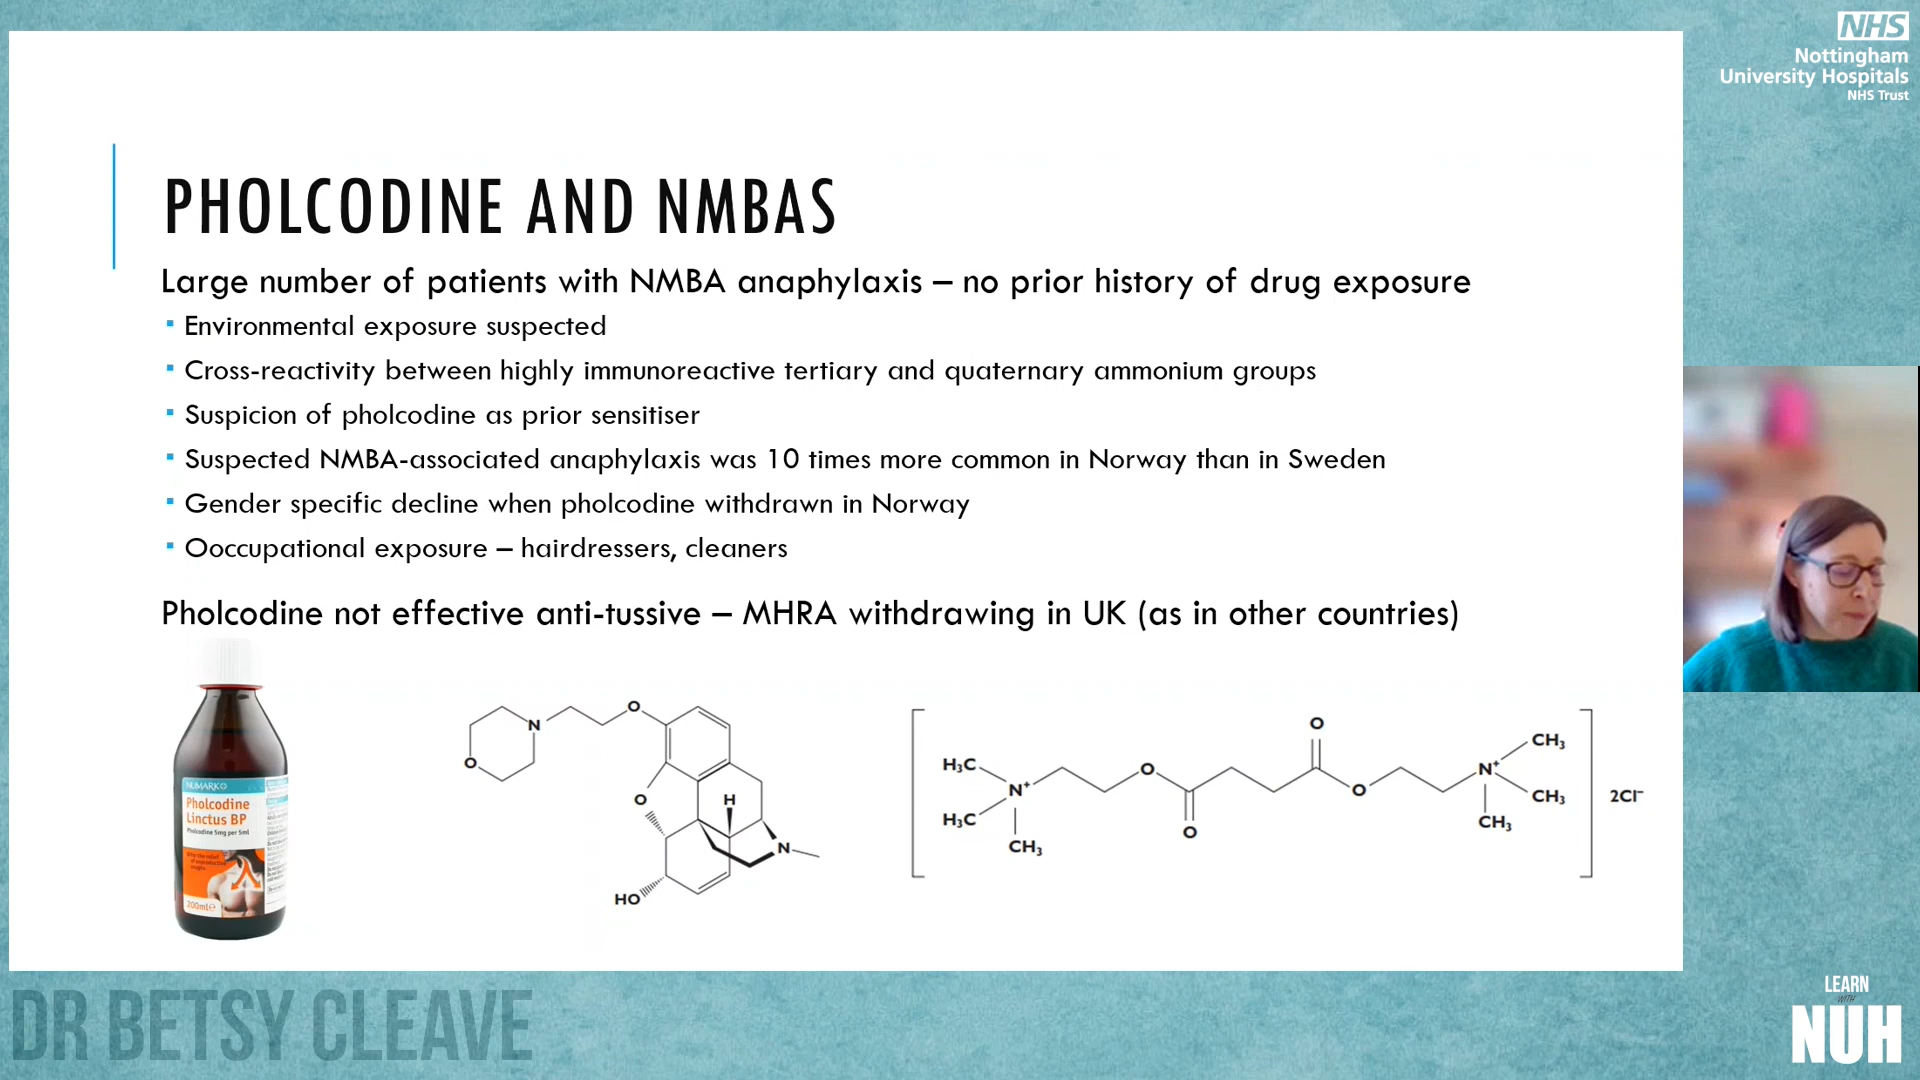 NHS
Nottingham
University Hospitals
NHS Trust
PHOLCODINE AND NMBAS
Large number of patients with NMBA anaphylaxis – no prior history of drug exposure
Environmental exposure suspected
Cross-reactivity between highly immunoreactive tertiary and quaternary ammonium groups
Suspicion of pholcodine as prior sensitiser
Suspected NMBA-associated anaphylaxis was 10 times more common in Norway than in Sweden
Gender specific decline when pholcodine withdrawn in Norway
Ooccupational exposure – hairdressers, cleaners
Pholcodine not effective anti-tussive – MHRA withdrawing in UK (as in other countries)
NUMARK
Pholcodine
Linctus BP
Pholcodine 5mg per 5ml
200ml e
O
N
O
O
H
N
HO
H₃C
N⁺
H₃C
CH₃
O
O
O
O
N⁺
CH₃
CH₃
CH₃
2Cl⁻
DR BETSY CLEAVE
LEARN
WITH
NUH